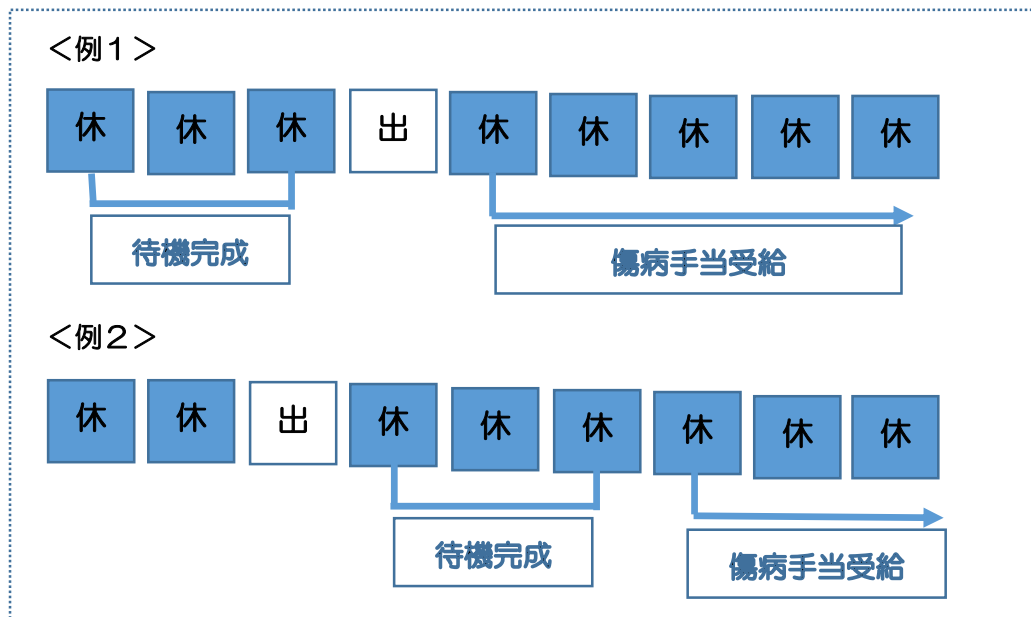 ＜例１＞
休 休 休 出 休 休 休 休 休
待機完成 傷病手当受給
＜例２＞
休 休 出 休 休 休 休 休 休
待機完成 傷病手当受給